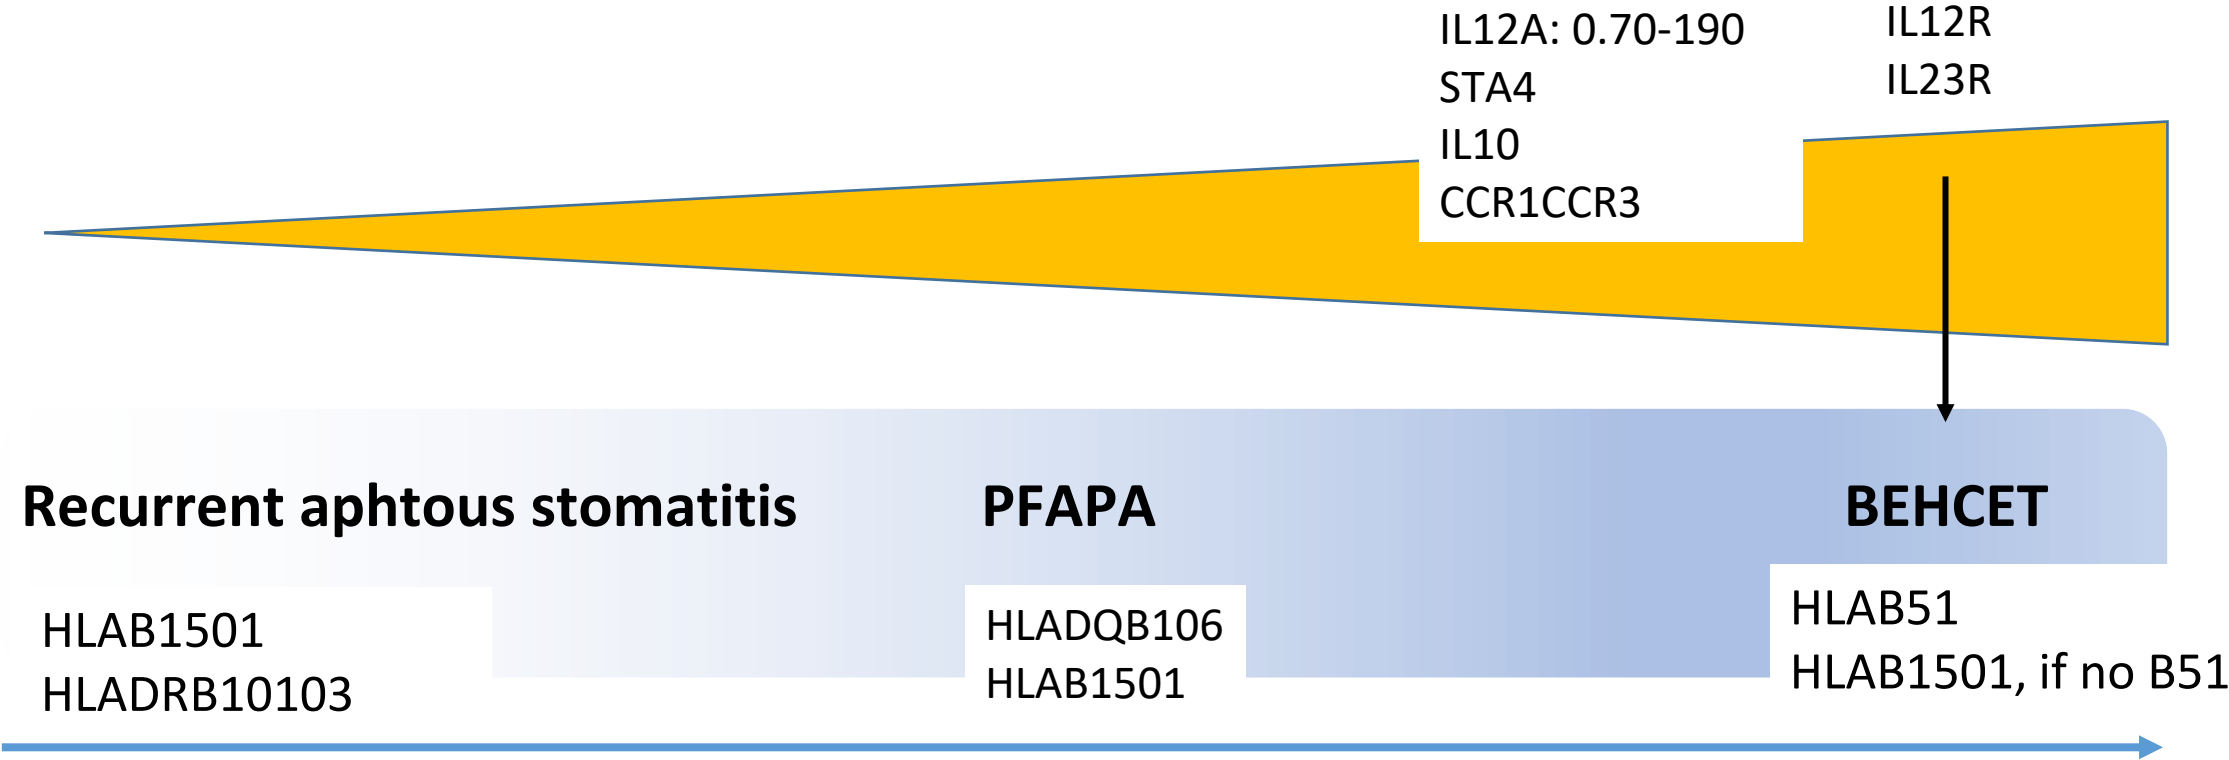 IL12A: 0.70-190
STA4
IL10
CCR1CCR3
IL12R
IL23R
Recurrent aphtous stomatitis
PFAPA
BEHCET
HLAB1501
HLADRB10103
HLADQB106
HLAB1501
HLAB51
HLAB1501, if no B51